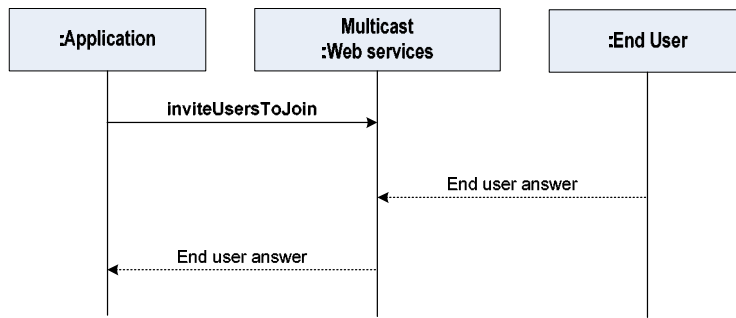 :Application
Multicast
:Web services
:End User
inviteUsersToJoin
End user answer
End user answer